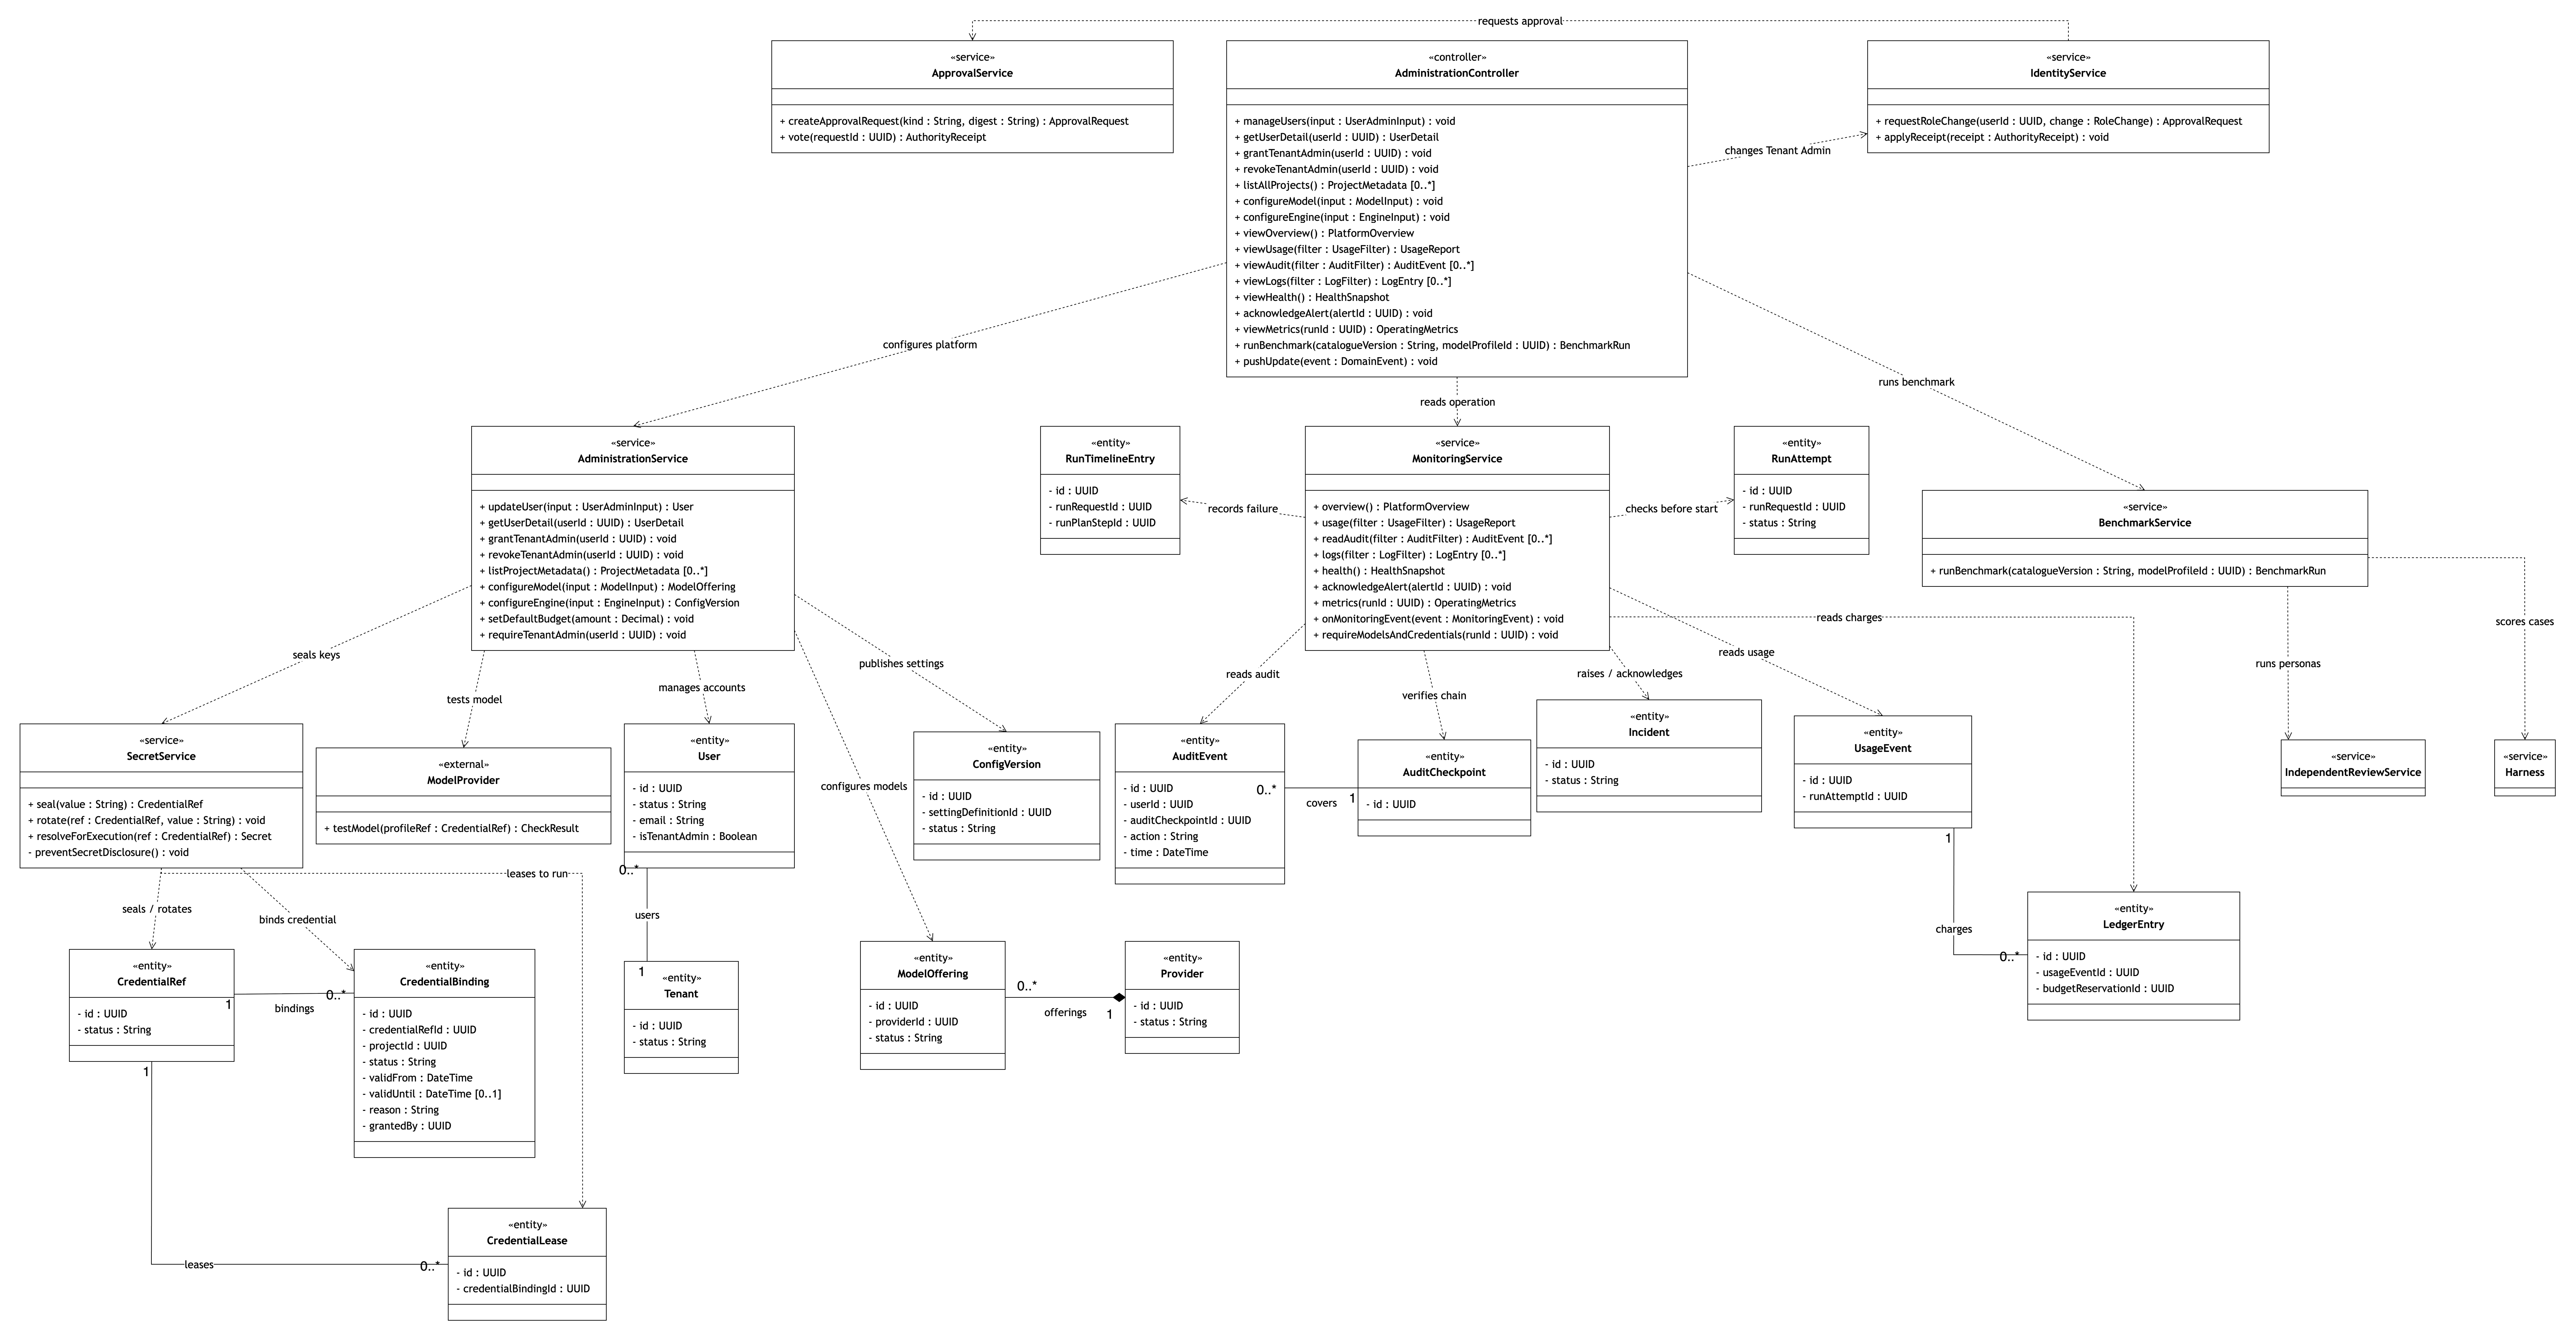 requests approval
«service»
ApprovalService
+ createApprovalRequest(kind : String, digest : String) : ApprovalRequest
+ vote(requestId : UUID) : AuthorityReceipt
«controller»
AdministrationController
+ manageUsers(input : UserAdminInput) : void
+ getUserDetail(userId : UUID) : UserDetail
+ grantTenantAdmin(userId : UUID) : void
+ revokeTenantAdmin(userId : UUID) : void
+ listAllProjects() : ProjectMetadata [0..*]
+ configureModel(input : ModelInput) : void
+ configureEngine(input : EngineInput) : void
+ viewOverview() : PlatformOverview
+ viewUsage(filter : UsageFilter) : UsageReport
+ viewAudit(filter : AuditFilter) : AuditEvent [0..*]
+ viewLogs(filter : LogFilter) : LogEntry [0..*]
+ viewHealth() : HealthSnapshot
+ acknowledgeAlert(alertId : UUID) : void
+ viewMetrics(runId : UUID) : OperatingMetrics
+ runBenchmark(catalogueVersion : String, modelProfileId : UUID) : BenchmarkRun
+ pushUpdate(event : DomainEvent) : void
«service»
IdentityService
+ requestRoleChange(userId : UUID, change : RoleChange) : ApprovalRequest
+ applyReceipt(receipt : AuthorityReceipt) : void
changes Tenant Admin
configures platform
reads operation
runs benchmark
«service»
AdministrationService
+ updateUser(input : UserAdminInput) : User
+ getUserDetail(userId : UUID) : UserDetail
+ grantTenantAdmin(userId : UUID) : void
+ revokeTenantAdmin(userId : UUID) : void
+ listProjectMetadata() : ProjectMetadata [0..*]
+ configureModel(input : ModelInput) : ModelOffering
+ configureEngine(input : EngineInput) : ConfigVersion
+ setDefaultBudget(amount : Decimal) : void
+ requireTenantAdmin(userId : UUID) : void
«entity»
RunTimelineEntry
- id : UUID
- runRequestId : UUID
- runPlanStepId : UUID
records failure
«service»
MonitoringService
+ overview() : PlatformOverview
+ usage(filter : UsageFilter) : UsageReport
+ readAudit(filter : AuditFilter) : AuditEvent [0..*]
+ logs(filter : LogFilter) : LogEntry [0..*]
+ health() : HealthSnapshot
+ acknowledgeAlert(alertId : UUID) : void
+ metrics(runId : UUID) : OperatingMetrics
+ onMonitoringEvent(event : MonitoringEvent) : void
+ requireModelsAndCredentials(runId : UUID) : void
checks before start
«entity»
RunAttempt
- id : UUID
- runRequestId : UUID
- status : String
«service»
BenchmarkService
+ runBenchmark(catalogueVersion : String, modelProfileId : UUID) : BenchmarkRun
seals keys
tests model
manages accounts
publishes settings
configures models
reads audit
verifies chain
raises / acknowledges
reads usage
reads charges
runs personas
scores cases
«service»
SecretService
+ seal(value : String) : CredentialRef
+ rotate(ref : CredentialRef, value : String) : void
+ resolveForExecution(ref : CredentialRef) : Secret
- preventSecretDisclosure() : void
«external»
ModelProvider
+ testModel(profileRef : CredentialRef) : CheckResult
«entity»
User
- id : UUID
- status : String
- email : String
- isTenantAdmin : Boolean
«entity»
ConfigVersion
- id : UUID
- settingDefinitionId : UUID
- status : String
«entity»
AuditEvent
- id : UUID
- userId : UUID
- auditCheckpointId : UUID
- action : String
- time : DateTime
0..*
covers
1
«entity»
AuditCheckpoint
- id : UUID
«entity»
Incident
- id : UUID
- status : String
«entity»
UsageEvent
- id : UUID
- runAttemptId : UUID
«service»
IndependentReviewService
«service»
Harness
1
charges
0..*
«entity»
LedgerEntry
- id : UUID
- usageEventId : UUID
- budgetReservationId : UUID
seals / rotates
binds credential
leases to run
0..*
users
1
«entity»
CredentialRef
- id : UUID
- status : String
1
bindings
0..*
«entity»
CredentialBinding
- id : UUID
- credentialRefId : UUID
- projectId : UUID
- status : String
- validFrom : DateTime
- validUntil : DateTime [0..1]
- reason : String
- grantedBy : UUID
«entity»
Tenant
- id : UUID
- status : String
«entity»
ModelOffering
- id : UUID
- providerId : UUID
- status : String
0..*
offerings
1
«entity»
Provider
- id : UUID
- status : String
1
leases
0..*
«entity»
CredentialLease
- id : UUID
- credentialBindingId : UUID